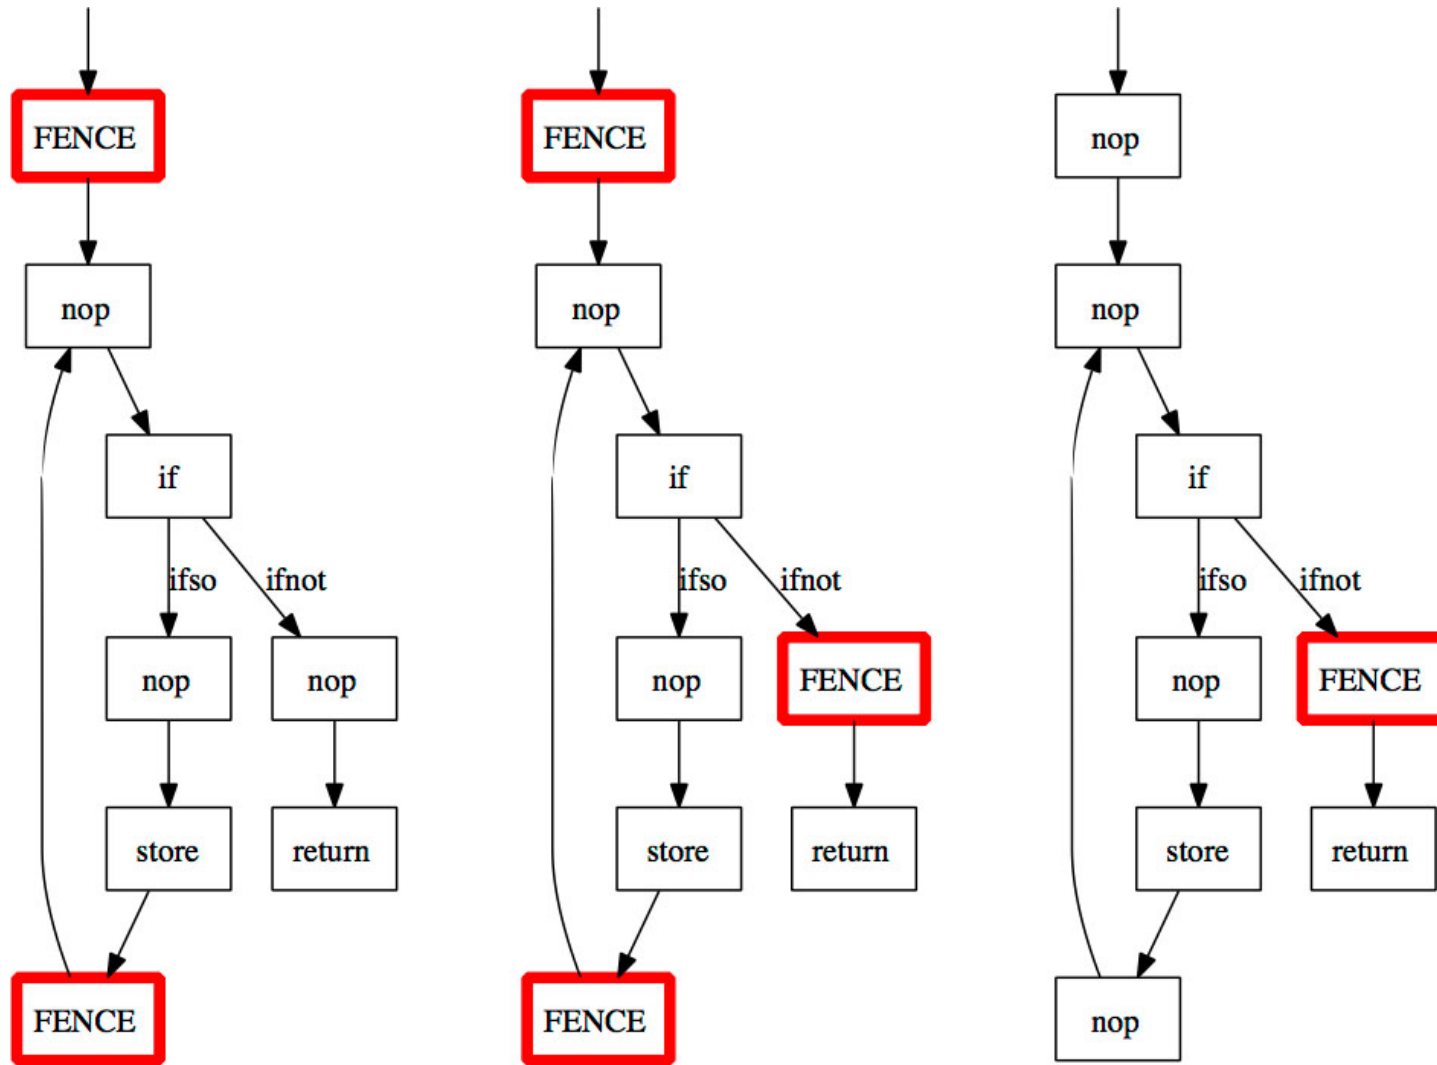 FENCE
nop
if
ifso ifnot
nop nop
store return
FENCE
FENCE
nop
if
ifso ifnot
nop FENCE
store return
FENCE
nop
nop
if
ifso ifnot
nop FENCE
store return
nop